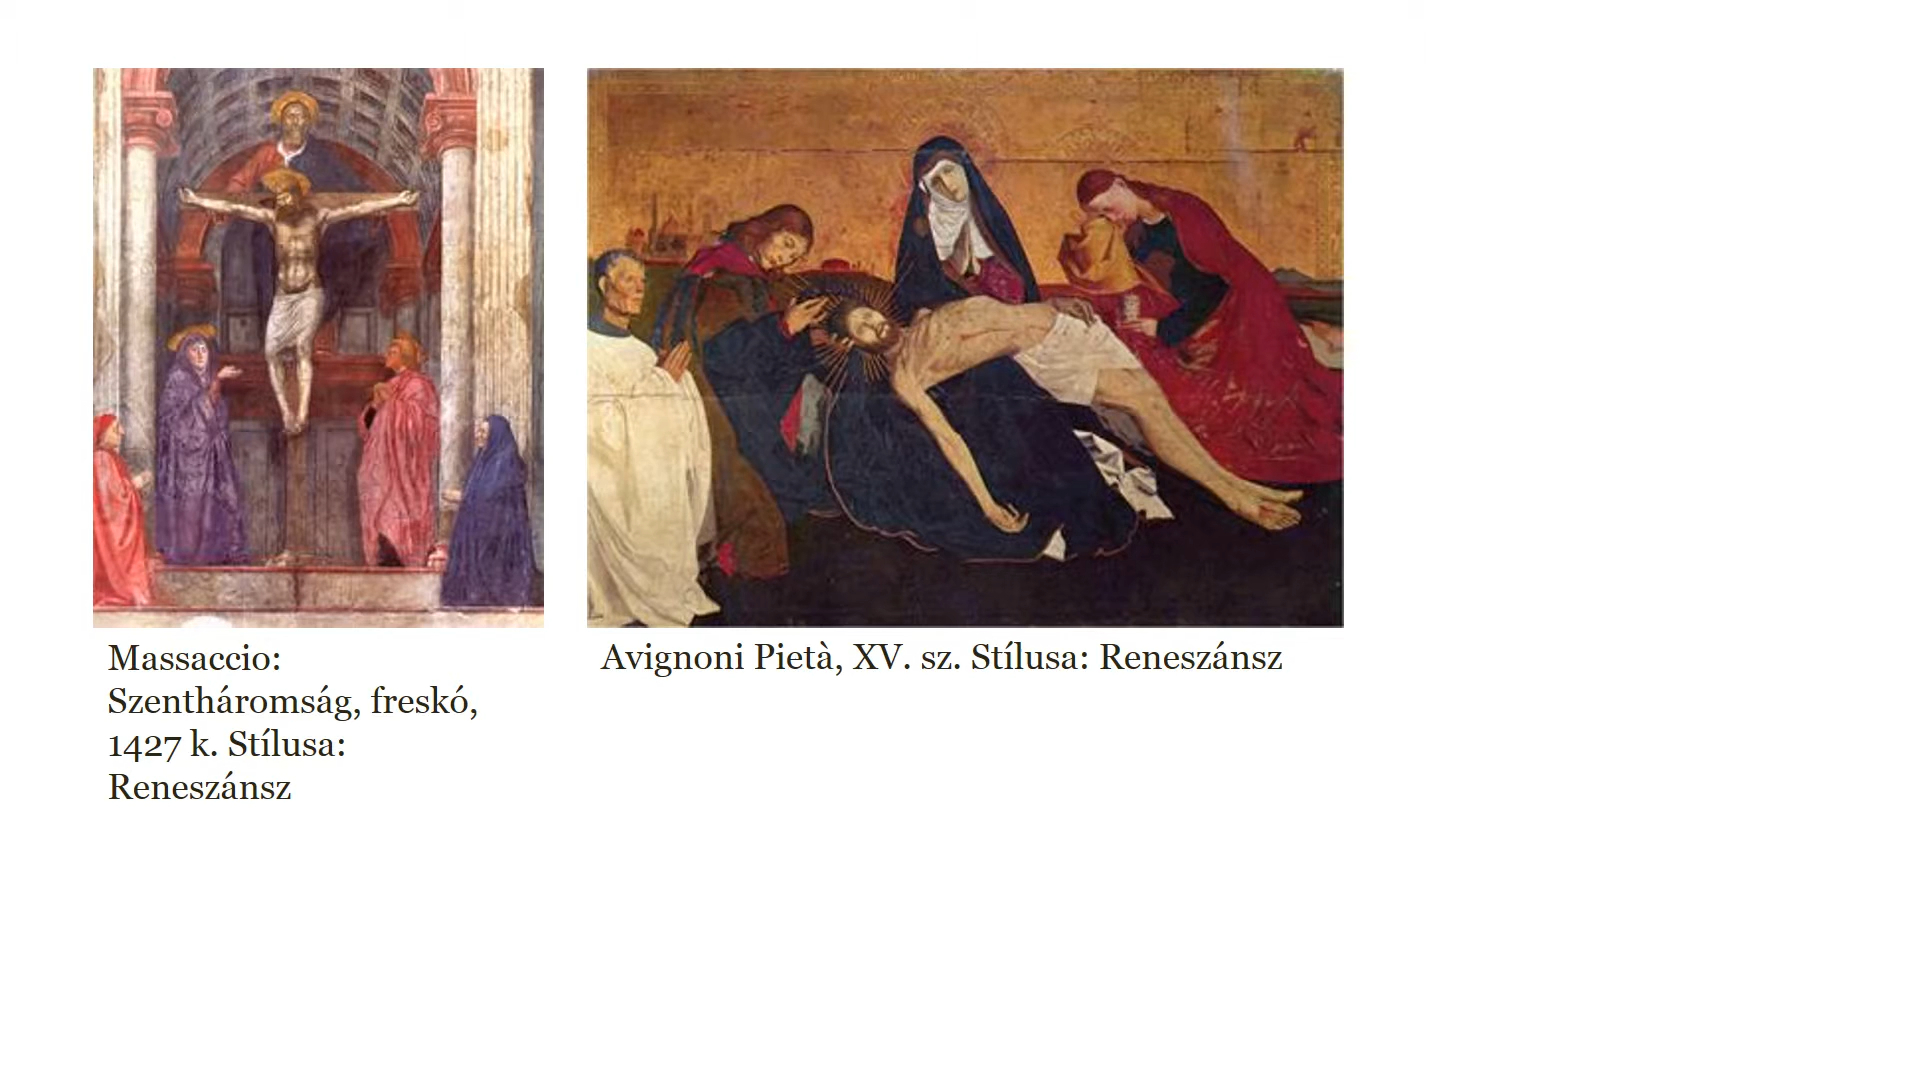 Massaccio:
Szentháromság, freskó,
1427 k. Stílusa:
Reneszánsz
Avignoni Pietà, XV. sz. Stílusa: Reneszánsz